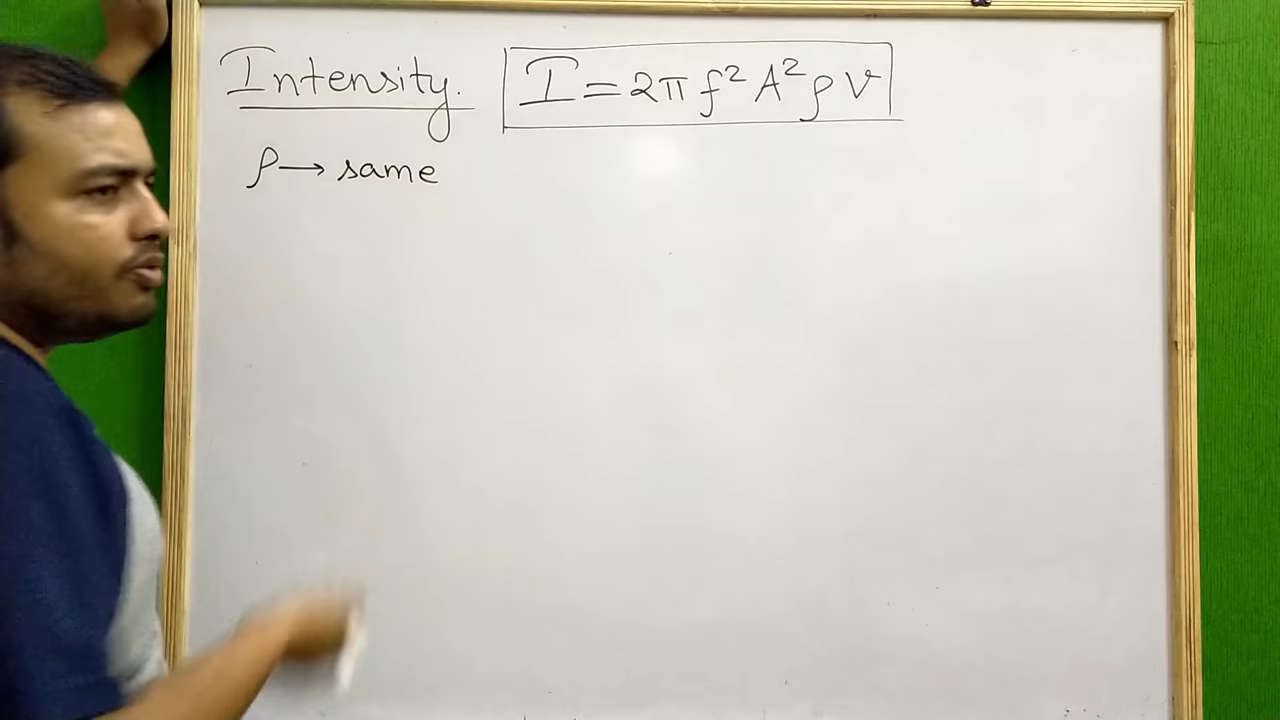 Intensity. I = 2π f² A² ρ V
ρ → same